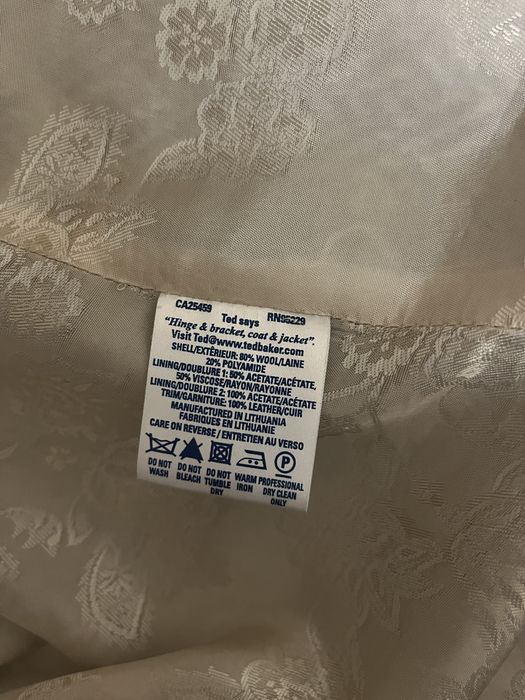 CA25459 Ted says RN96229
"Hinge & bracket, coat & jacket".
Visit Ted@www.tedbaker.com
SHELL/EXTÉRIEUR: 80% WOOL/LAINE
20% POLYAMIDE
LINING/DOUBLURE 1: 50% ACETATE/ACÉTATE,
50% VISCOSE/RAYON/RAYONNE
LINING/DOUBLURE 2: 100% ACETATE/ACÉTATE
TRIM/GARNITURE: 100% LEATHER/CUIR
MANUFACTURED IN LITHUANIA
FABRIQUÉS EN LITHUANIE
CARE ON REVERSE / ENTRETIEN AU VERSO
P
DO NOT WASH
DO NOT BLEACH
DO NOT TUMBLE DRY
WARM IRON
PROFESSIONAL DRY CLEAN ONLY